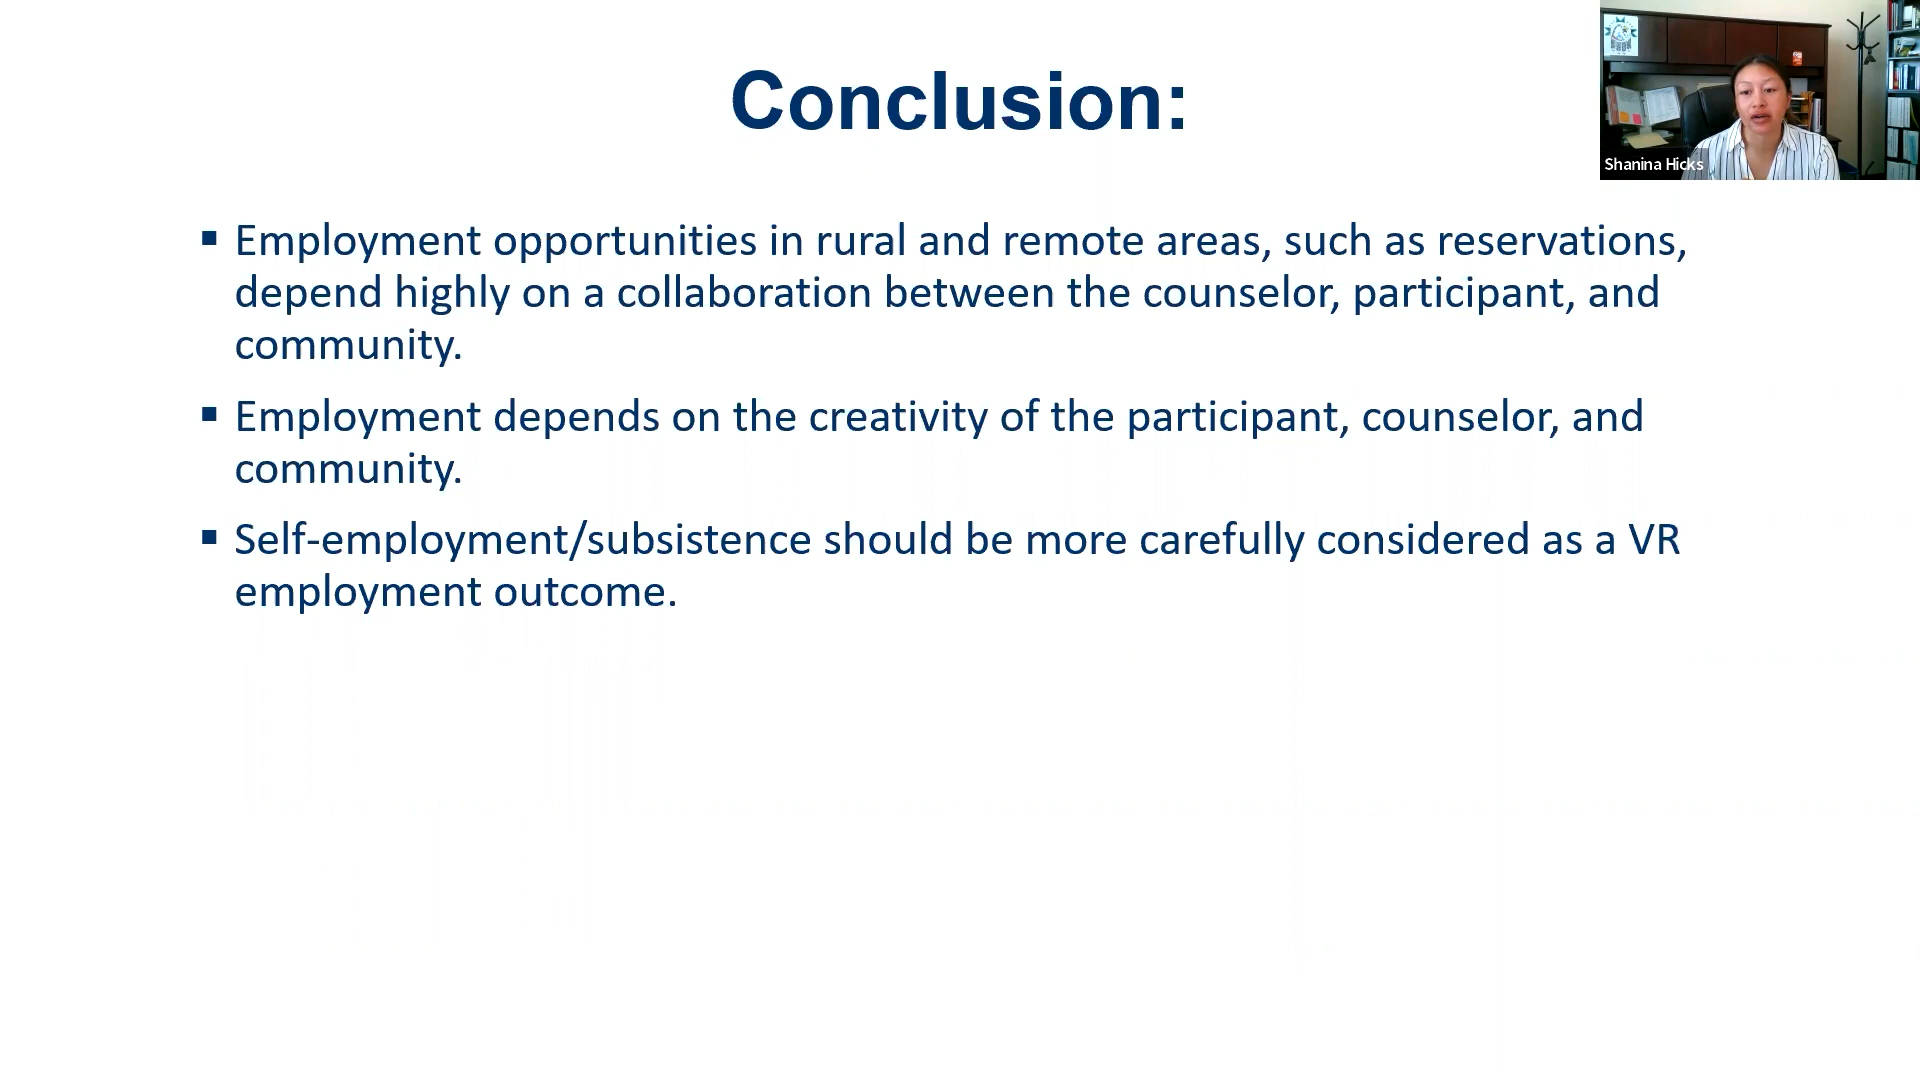 Conclusion:
Shanina Hicks
▪ Employment opportunities in rural and remote areas, such as reservations,
depend highly on a collaboration between the counselor, participant, and
community.
▪ Employment depends on the creativity of the participant, counselor, and
community.
▪ Self-employment/subsistence should be more carefully considered as a VR
employment outcome.